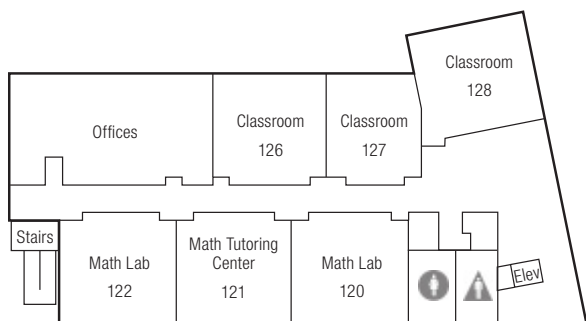 Classroom
128
Offices
Classroom
126
Classroom
127
Stairs
Math Lab
122
Math Tutoring
Center
121
Math Lab
120
Elev